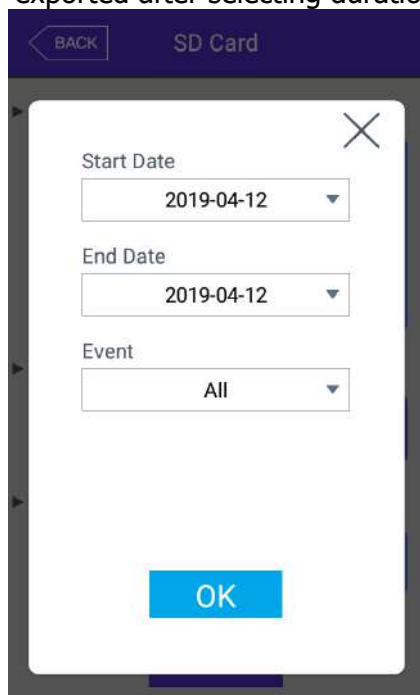 exported after selecting duratio
BACK
SD Card
Start Date
2019-04-12
End Date
2019-04-12
Event
All
OK